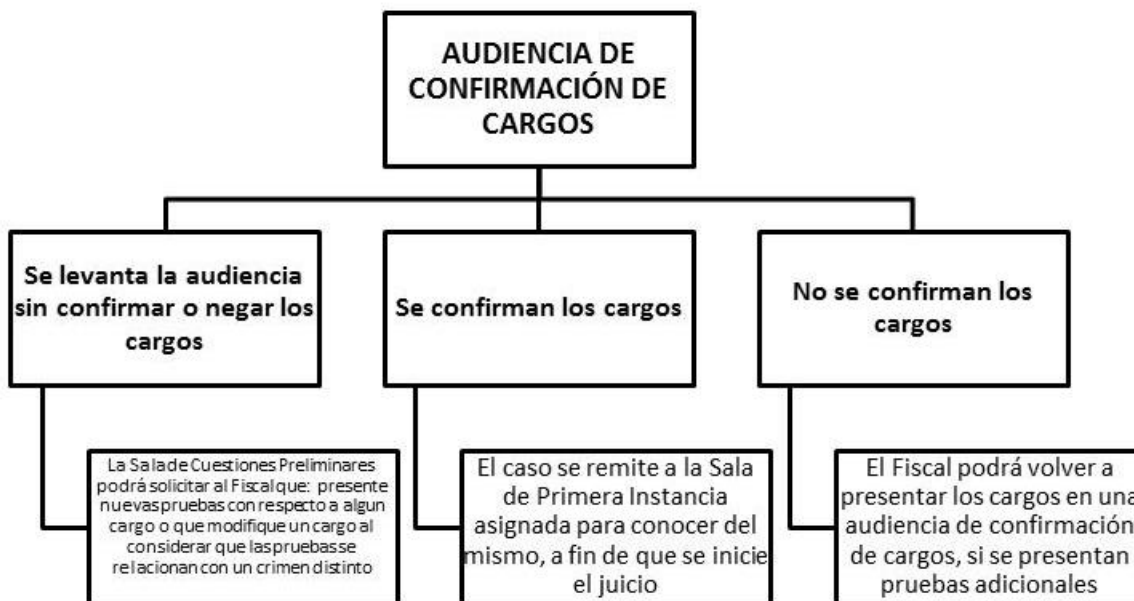 AUDIENCIA DE
CONFIRMACIÓN DE
CARGOS
Se levanta la audiencia
sin confirmar o negar los
cargos
Se confirman los cargos
No se confirman los
cargos
La Sala de Cuestiones Preliminares
podrá solicitar al Fiscal que: presente
nuevas pruebas con respecto a algun
cargo o que modifique un cargo al
considerar que las pruebas se
relacionan con un crimen distinto
El caso se remite a la Sala
de Primera Instancia
asignada para conocer del
mismo, a fin de que se inicie
el juicio
El Fiscal podrá volver a
presentar los cargos en una
audiencia de confirmación
de cargos, si se presentan
pruebas adicionales